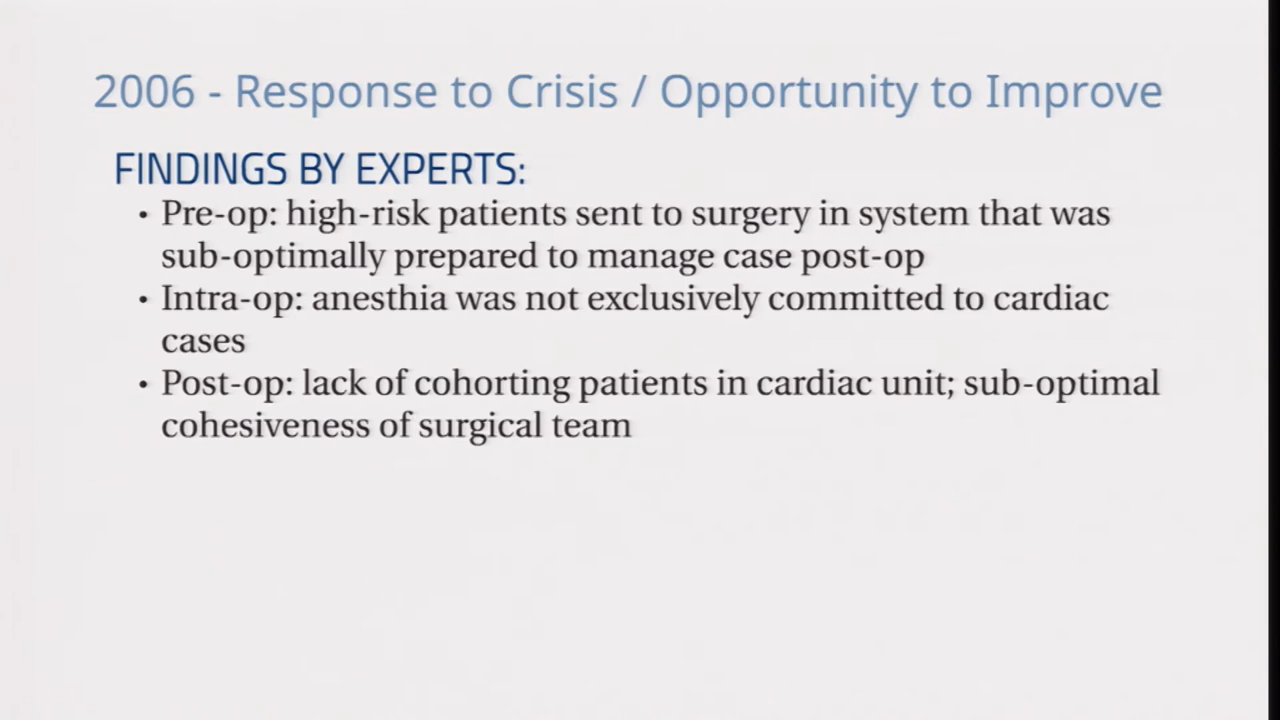 2006 - Response to Crisis / Opportunity to Improve
FINDINGS BY EXPERTS:
• Pre-op: high-risk patients sent to surgery in system that was
sub-optimally prepared to manage case post-op
• Intra-op: anesthia was not exclusively committed to cardiac
cases
• Post-op: lack of cohorting patients in cardiac unit; sub-optimal
cohesiveness of surgical team